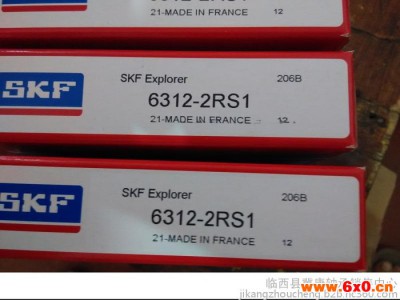 21-MADE IN FRANCE 12
SKF
SKF Explorer 206B
6312-2RS1
21-MADE IN FRANCE 12
SKF
SKF Explorer 206B
6312-2RS1
21-MADE IN FRANCE 12
www.6x0.cn